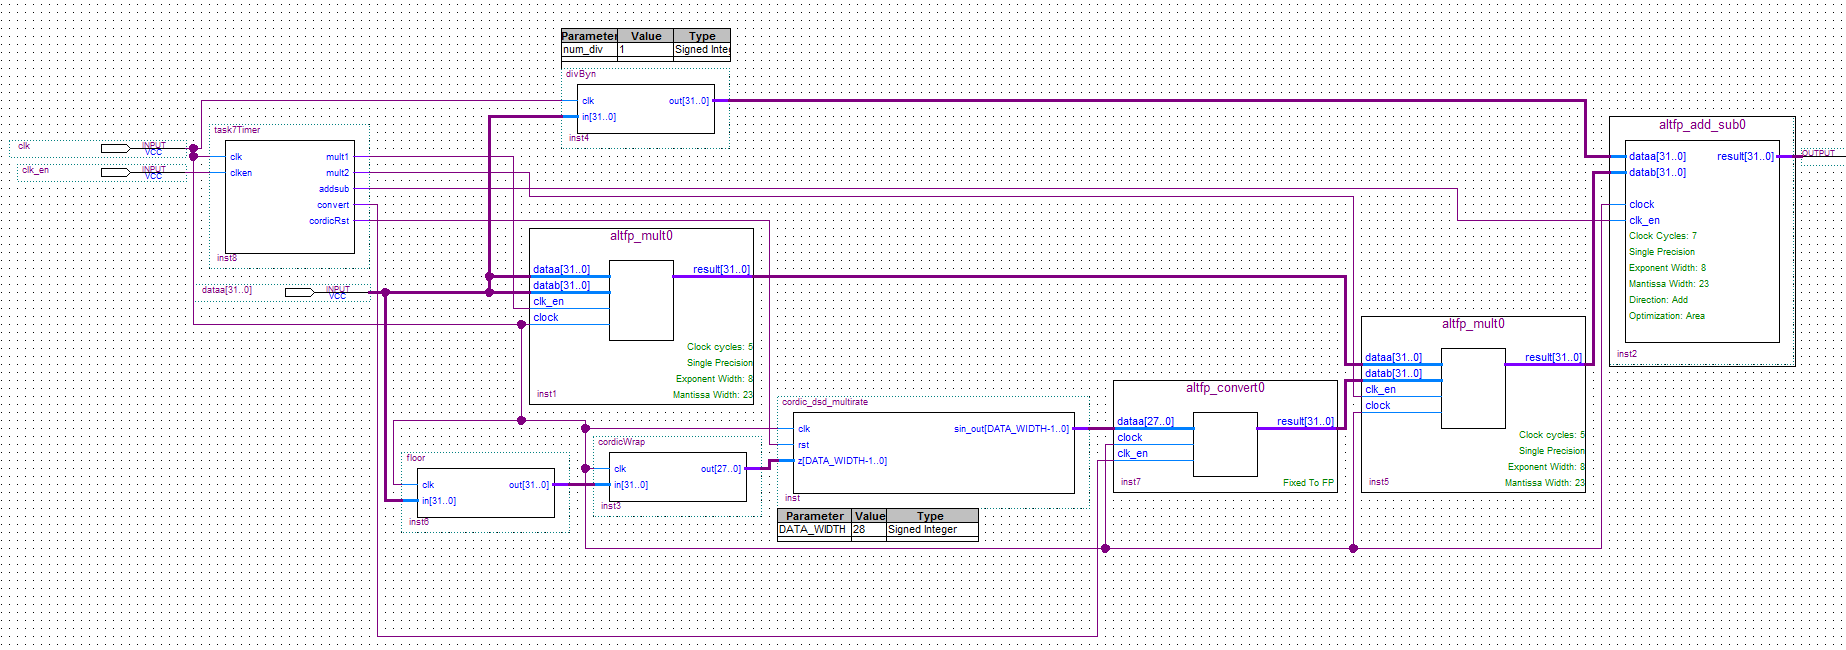 Parameter Value Type
num_div 1 Signed Inte
divByn
clk out[31..0]
in[31..0]
inst4
clk INPUT VCC
clk_en INPUT VCC
task7Timer
clk mult1
clken mult2
addsub
convert
cordicRst
inst8
dataa[31..0] INPUT VCC
altfp_mult0
dataa[31..0] result[31..0]
datab[31..0]
clk_en
clock
Clock cycles: 5
Single Precision
Exponent Width: 8
Mantissa Width: 23
inst1
floor
clk out[31..0]
in[31..0]
inst6
cordicWrap
clk out[27..0]
in[31..0]
inst3
cordic_dsd_multirate
clk sin_out[DATA_WIDTH-1..0]
rst
z[DATA_WIDTH-1..0]
inst
Parameter Value Type
DATA_WIDTH 28 Signed Integer
altfp_convert0
dataa[27..0] result[31..0]
clock
clk_en
inst7 Fixed To FP
altfp_mult0
dataa[31..0] result[31..0]
datab[31..0]
clk_en
clock
Clock cycles: 5
Single Precision
Exponent Width: 8
Mantissa Width: 23
inst5
altfp_add_sub0
dataa[31..0] result[31..0]
datab[31..0]
clock
clk_en
Clock Cycles: 7
Single Precision
Exponent Width: 8
Mantissa Width: 23
Direction: Add
Optimization: Area
inst2
OUTPUT